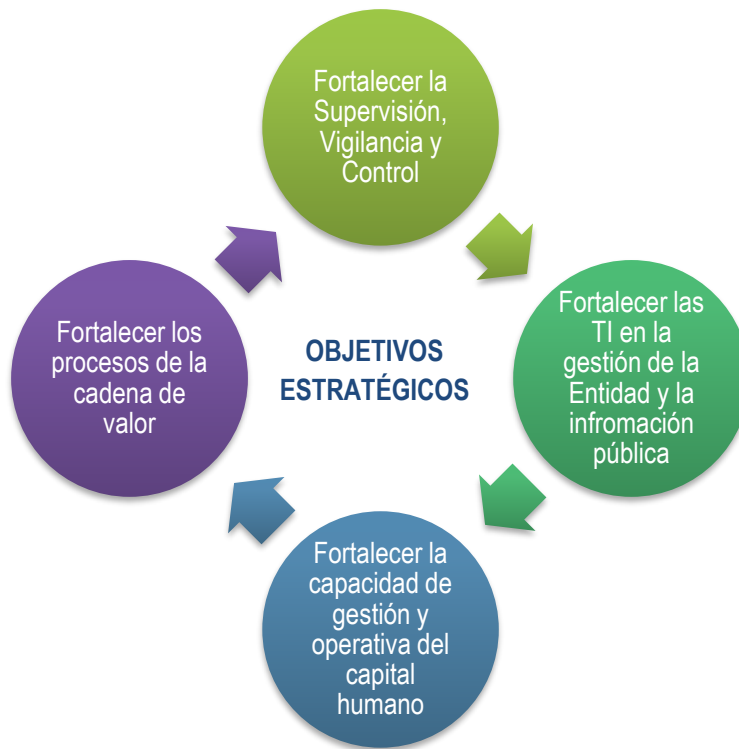 Fortalecer la
Supervisión,
Vigilancia y
Control
Fortalecer los
procesos de la
cadena de
valor
OBJETIVOS
ESTRATÉGICOS
Fortalecer las
TI en la
gestión de la
Entidad y la
infromación
pública
Fortalecer la
capacidad de
gestión y
operativa del
capital
humano